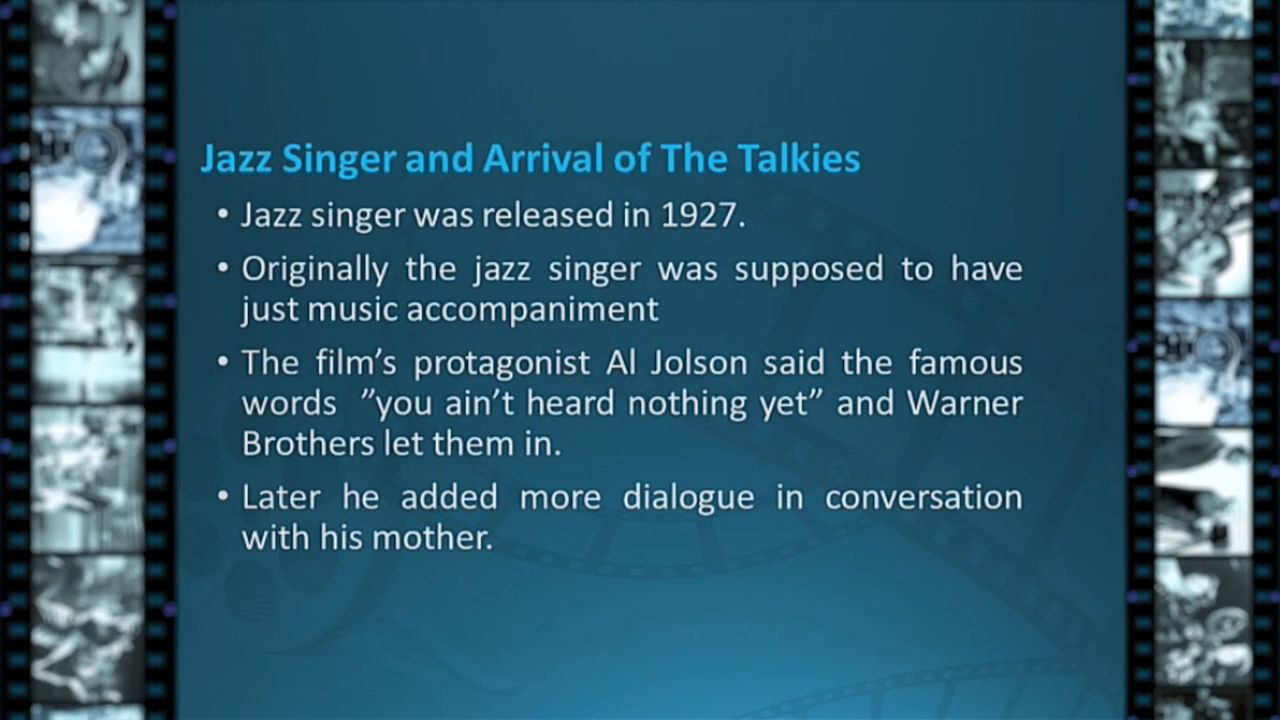 Jazz Singer and Arrival of The Talkies
• Jazz singer was released in 1927.
• Originally the jazz singer was supposed to have
just music accompaniment
• The film’s protagonist Al Jolson said the famous
words ”you ain’t heard nothing yet” and Warner
Brothers let them in.
• Later he added more dialogue in conversation
with his mother.